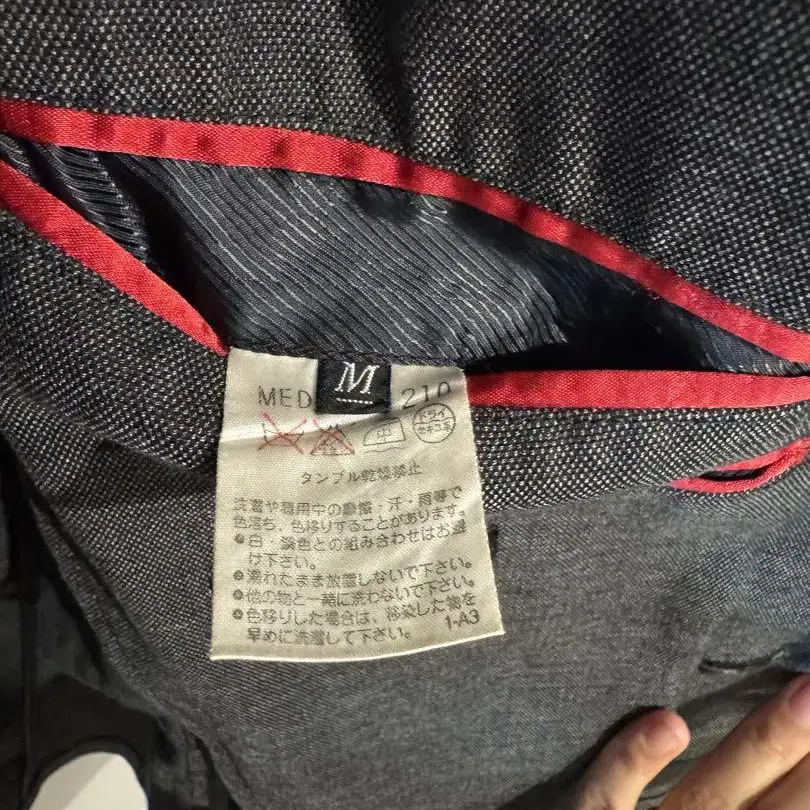 M
MED 210
中 ドライ セキユ系
タンブル乾燥禁止
洗濯や着用中の摩擦・汗・雨等で
色落ち、色移りすることがあります。
●白・淡色との組み合わせはお避
け下さい。
●濡れたまま放置しないで下さい。
●他の物と一緒に洗わないで下さい。
●色移りした場合は、移染した物を
早めに洗濯して下さい。 1-A3